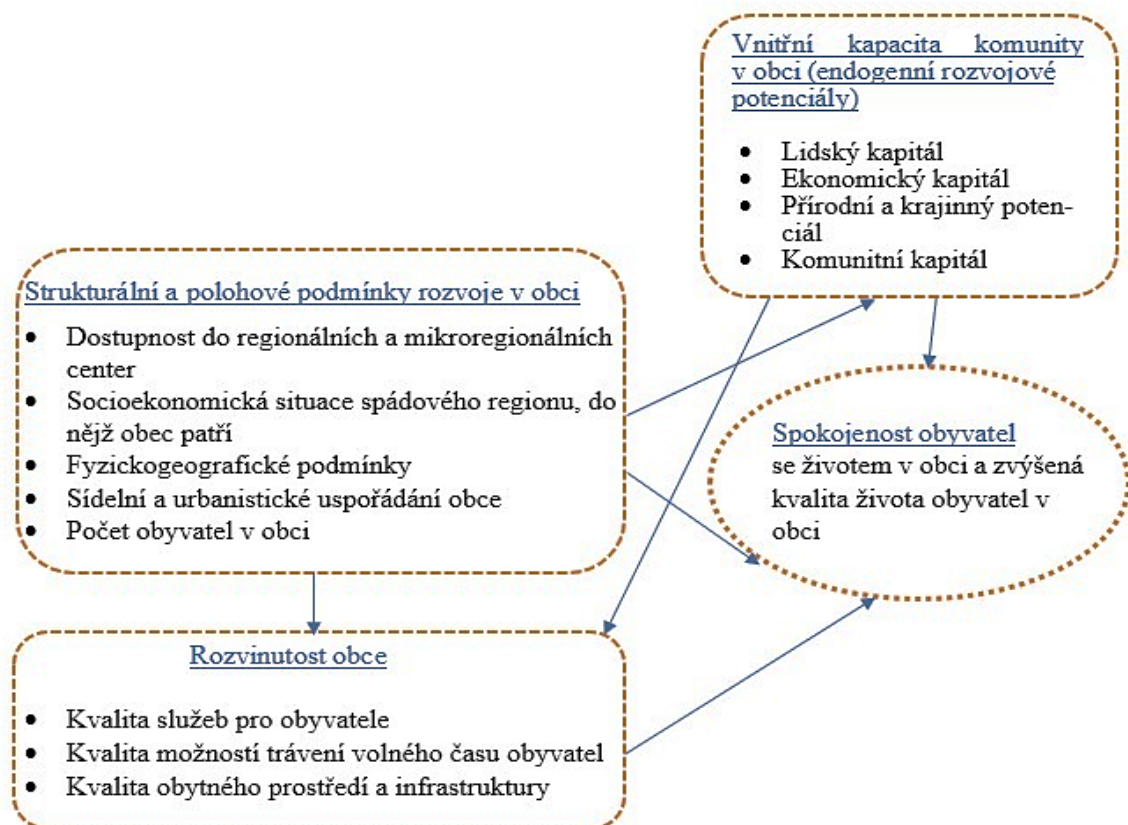 Vnitřní kapacita komunity
v obci (endogenní rozvojové
potenciály)
• Lidský kapitál
• Ekonomický kapitál
• Přírodní a krajinný poten-
ciál
• Komunitní kapitál
Strukturální a polohové podmínky rozvoje v obci
• Dostupnost do regionálních a mikroregionálních
center
• Socioekonomická situace spádového regionu, do
nějž obec patří
• Fyzickogeografické podmínky
• Sídelní a urbanistické uspořádání obce
• Počet obyvatel v obci
Spokojenost obyvatel
se životem v obci a zvýšená
kvalita života obyvatel v
obci
Rozvinutost obce
• Kvalita služeb pro obyvatele
• Kvalita možností trávení volného času obyvatel
• Kvalita obytného prostředí a infrastruktury